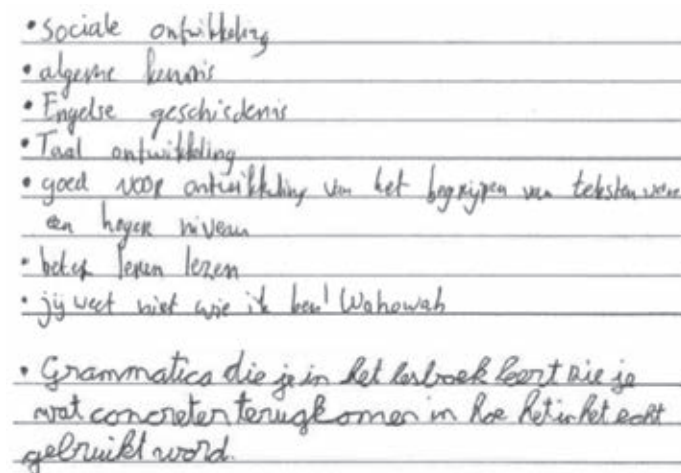 • sociale ontwikkeling
• algeme kennis
• Engelse geschiedenis
• Taal ontwikkeling
• goed voor ontwikkeling van het begrijpen van teksten
een hoger niveau
• beter leren lezen
• jij weet niet wie ik ben! Wahowah
• Grammatica die je in het lesboek leert zie je
wat concreter terugkomen in hoe het in het echt
gebruikt word.